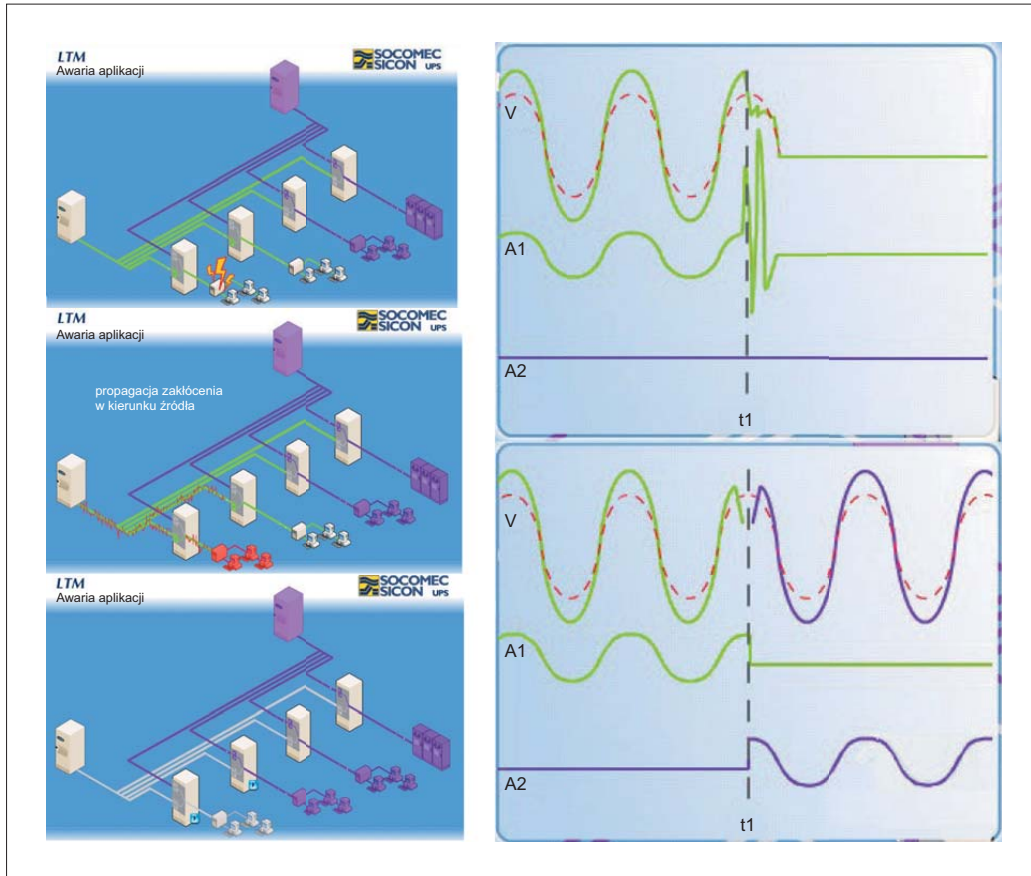 LTM
Awaria aplikacji
SOCOMEC
SICON UPS
LTM
Awaria aplikacji
SOCOMEC
SICON UPS
propagacja zakłócenia
w kierunku źródła
LTM
Awaria aplikacji
SOCOMEC
SICON UPS
V
A1
A2
t1
V
A1
A2
t1